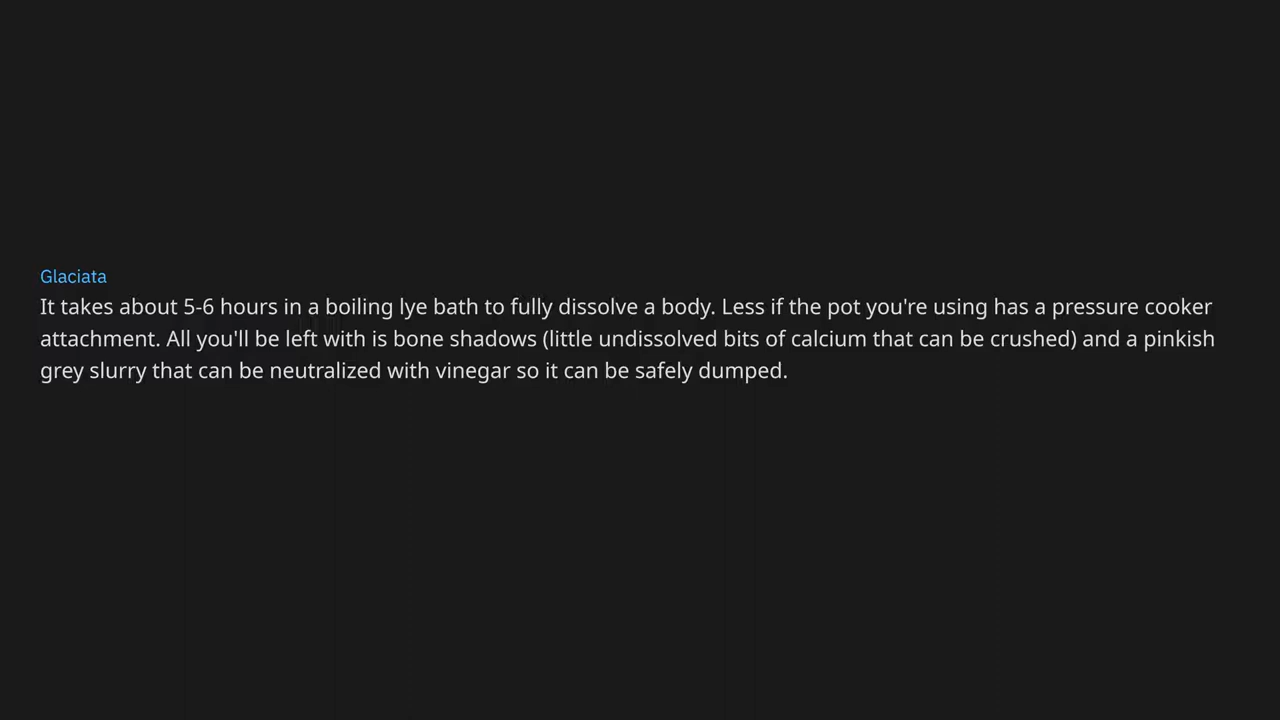 Glaciata
It takes about 5-6 hours in a boiling lye bath to fully dissolve a body. Less if the pot you're using has a pressure cooker
attachment. All you'll be left with is bone shadows (little undissolved bits of calcium that can be crushed) and a pinkish
grey slurry that can be neutralized with vinegar so it can be safely dumped.